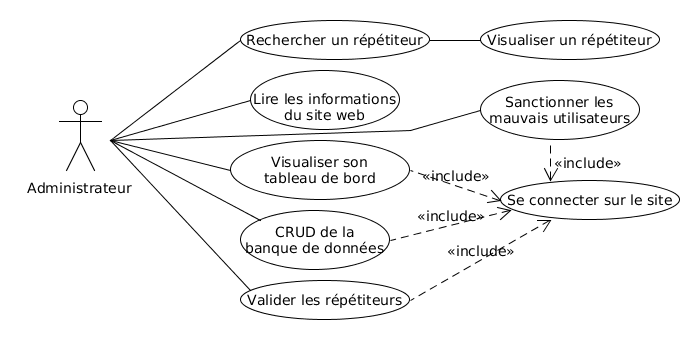 Rechercher un répétiteur
Visualiser un répétiteur
Lire les informations
du site web
Sanctionner les
mauvais utilisateurs
Administrateur
Visualiser son
tableau de bord
«include»
«include»
Se connecter sur le site
«include»
CRUD de la
banque de données
«include»
Valider les répétiteurs